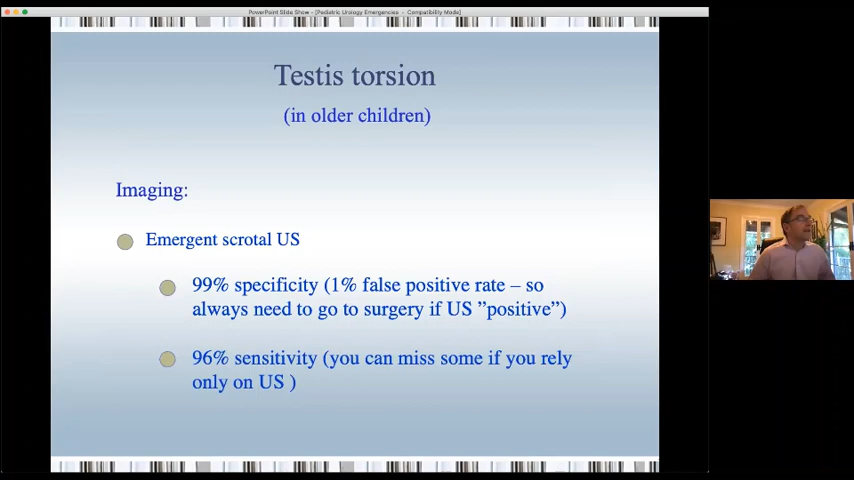 PowerPoint Slide Show - [Pediatric Urology Emergencies - Compatibility Mode]
Testis torsion
(in older children)
Imaging:
Emergent scrotal US
99% specificity (1% false positive rate – so
always need to go to surgery if US ”positive”)
96% sensitivity (you can miss some if you rely
only on US )